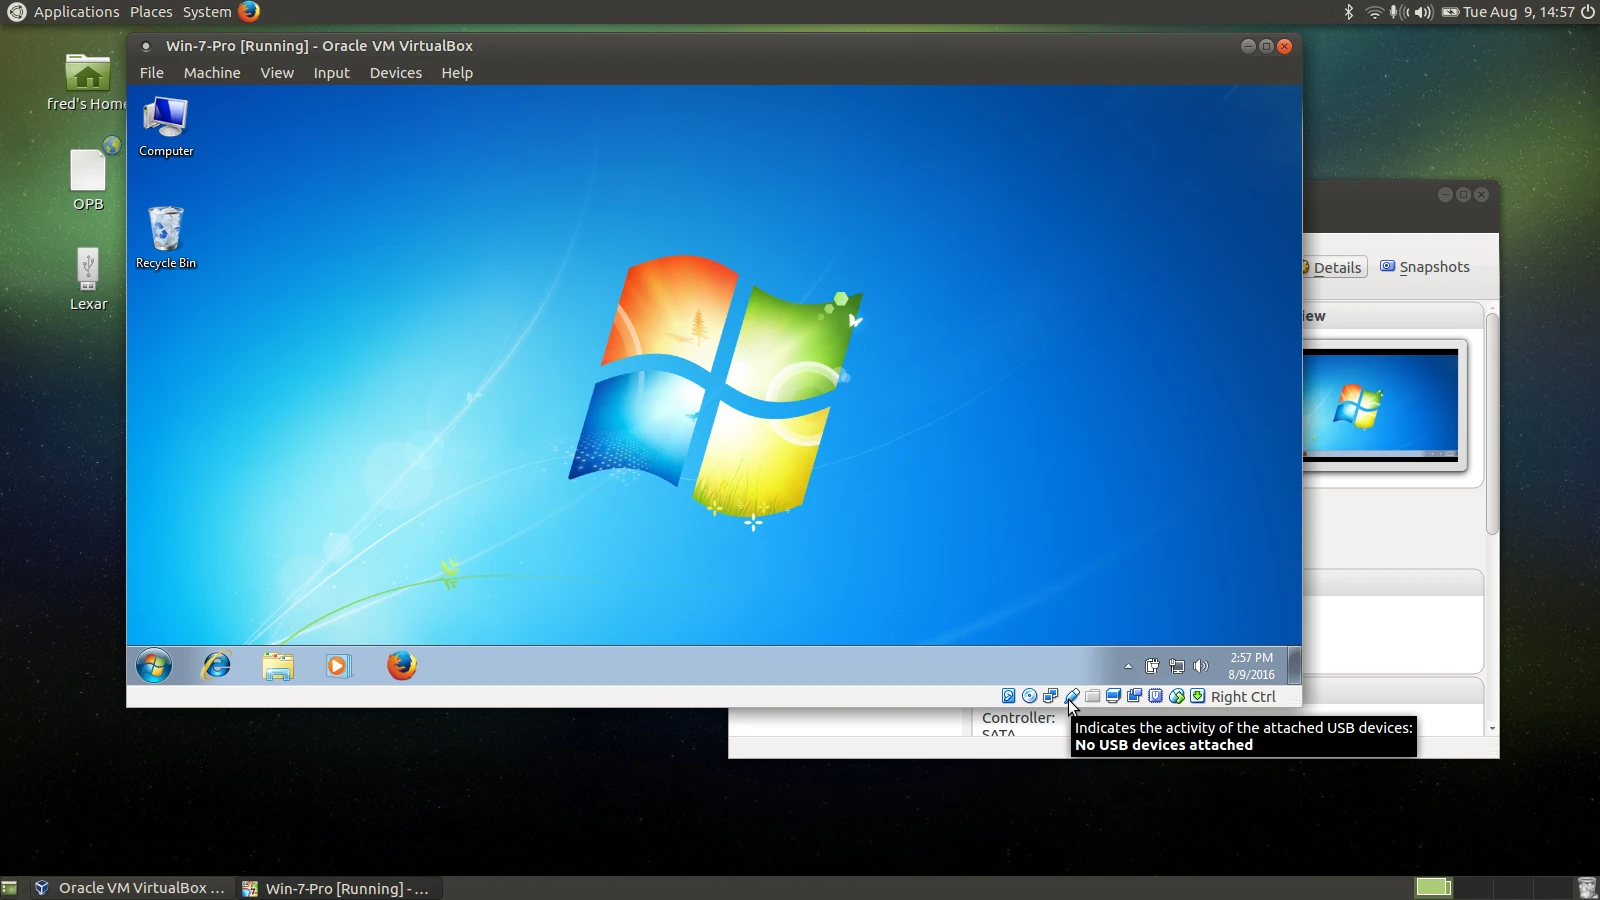 Applications Places System
Tue Aug 9, 14:57
Win-7-Pro [Running] - Oracle VM VirtualBox
File Machine View Input Devices Help
fred's Home
Computer
OPB
Recycle Bin
Lexar
Details Snapshots
iew
2:57 PM
8/9/2016
Right Ctrl
Controller:
SATA
Indicates the activity of the attached USB devices:
No USB devices attached
Oracle VM VirtualBox ...
Win-7-Pro [Running] - ...